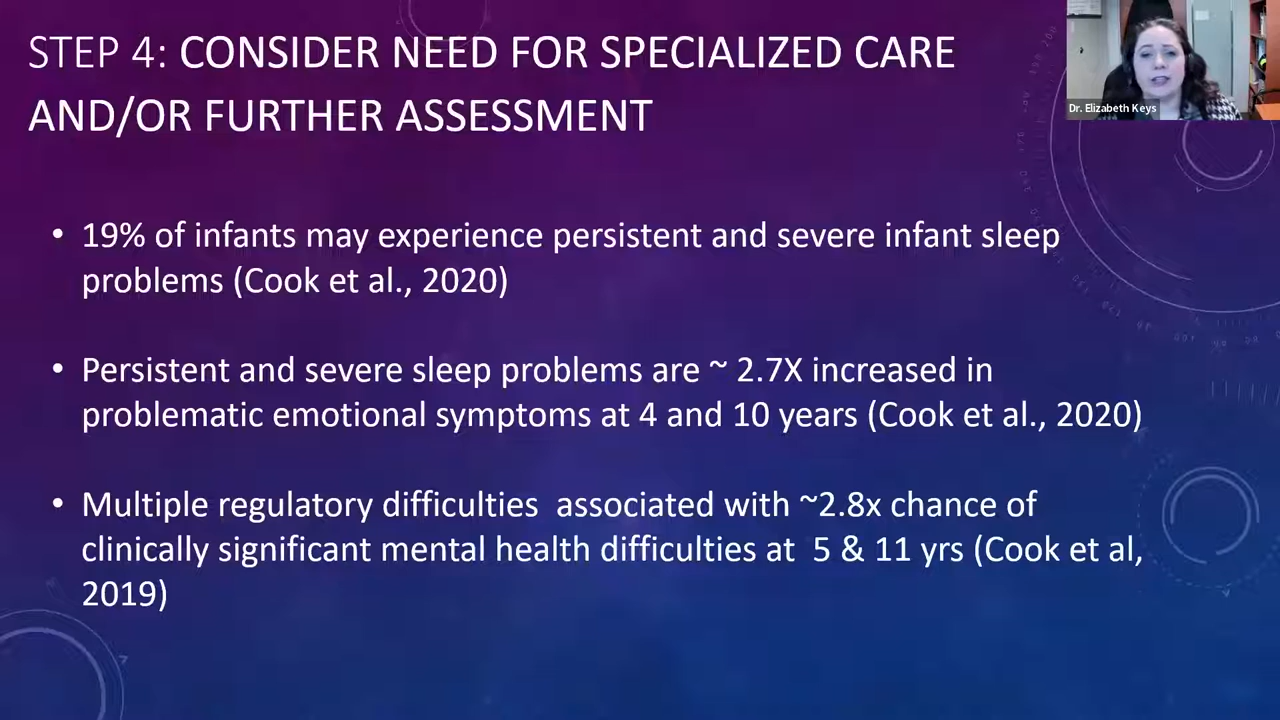 STEP 4: CONSIDER NEED FOR SPECIALIZED CARE
AND/OR FURTHER ASSESSMENT
Dr. Elizabeth Keys
• 19% of infants may experience persistent and severe infant sleep
problems (Cook et al., 2020)
• Persistent and severe sleep problems are ~ 2.7X increased in
problematic emotional symptoms at 4 and 10 years (Cook et al., 2020)
• Multiple regulatory difficulties  associated with ~2.8x chance of
clinically significant mental health difficulties at  5 & 11 yrs (Cook et al,
2019)